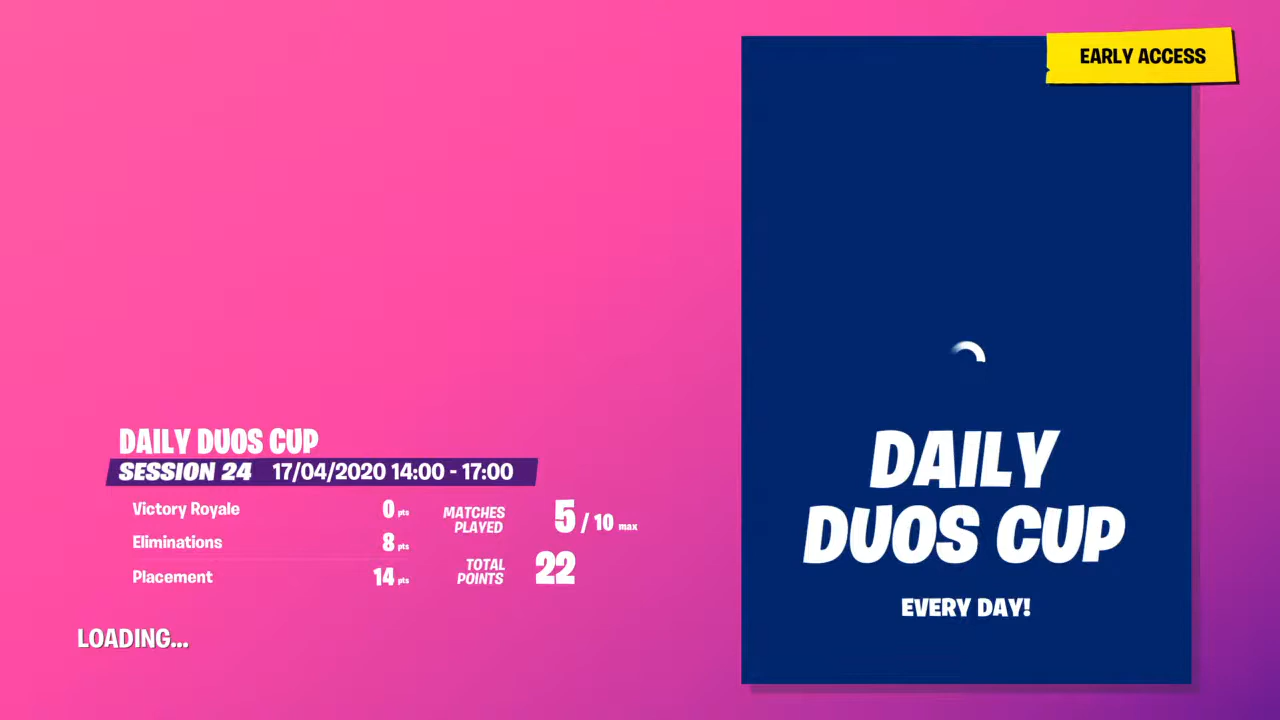 EARLY ACCESS
DAILY DUOS CUP
SESSION 24 17/04/2020 14:00 - 17:00
Victory Royale 0 pts
Eliminations 8 pts
Placement 14 pts
MATCHES PLAYED 5 / 10 max
TOTAL POINTS 22
LOADING...
DAILY
DUOS CUP
EVERY DAY!